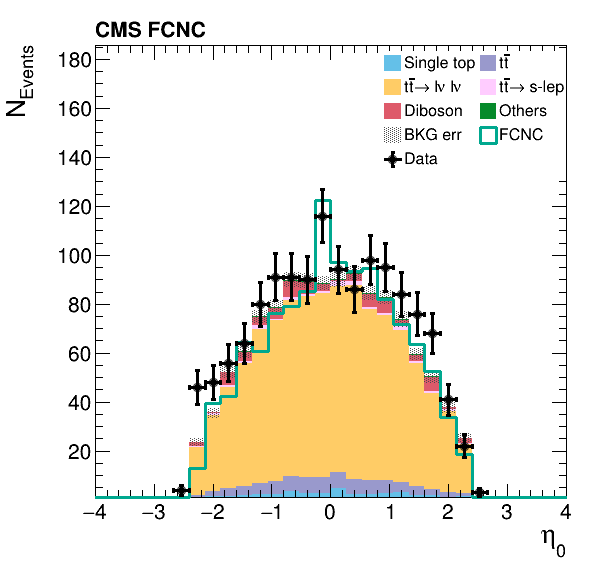 CMS FCNC
N_Events
180
160
140
120
100
80
60
40
20
Single top
tt̄
tt̄→ lν lν
tt̄→ s-lep
Diboson
Others
BKG err
FCNC
Data
−4 −3 −2 −1 0 1 2 3 4
η_0